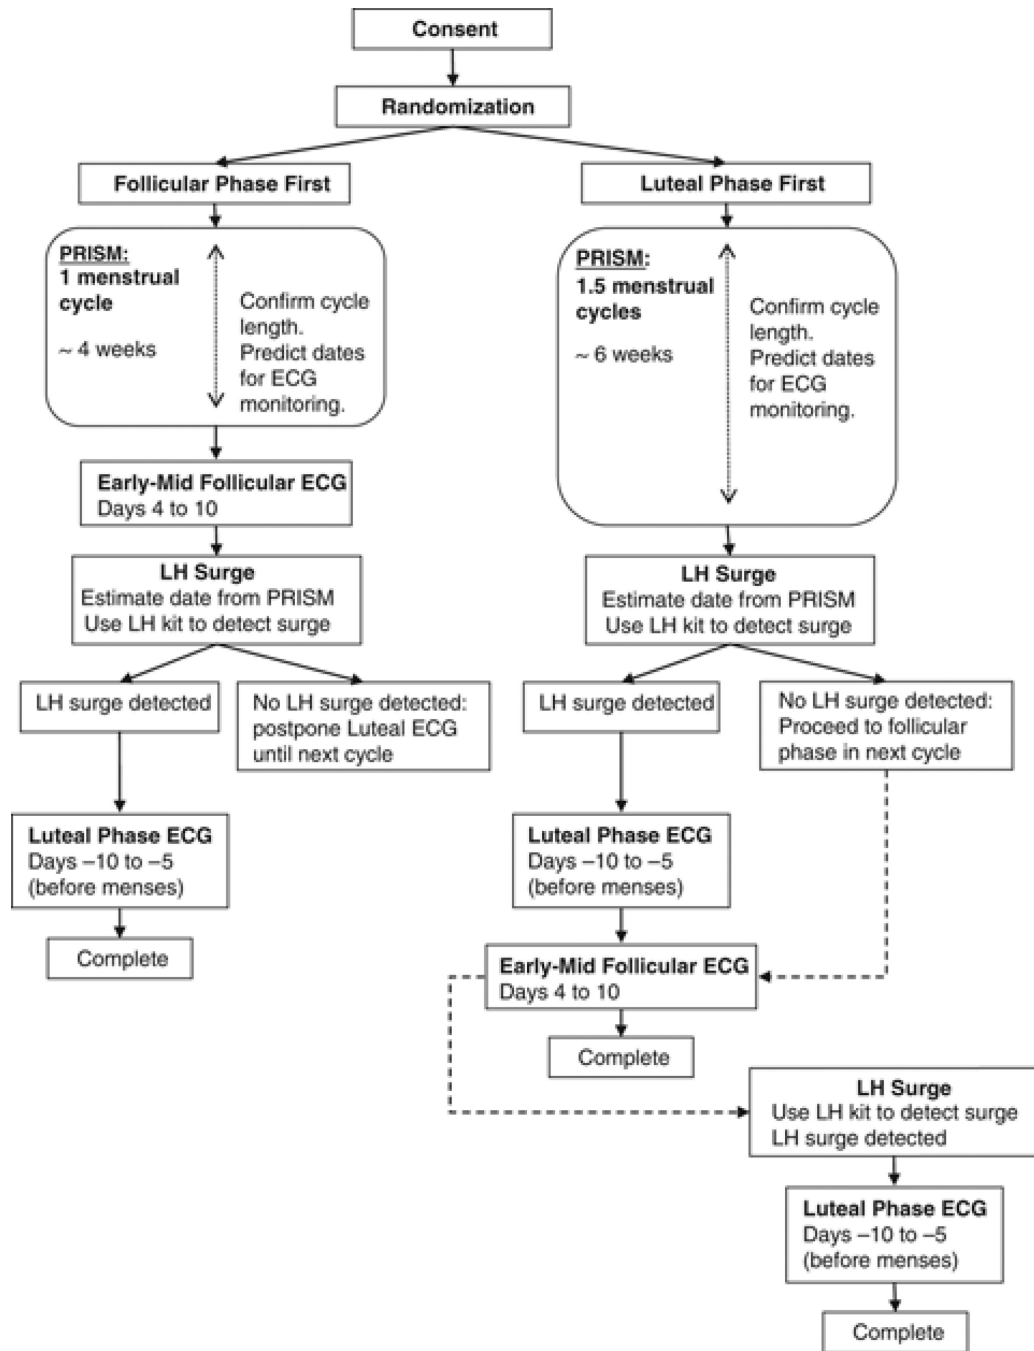 Consent
Randomization
Follicular Phase First
PRISM:
1 menstrual
cycle
~ 4 weeks
Confirm cycle
length.
Predict dates
for ECG
monitoring.
Early-Mid Follicular ECG
Days 4 to 10
LH Surge
Estimate date from PRISM
Use LH kit to detect surge
LH surge detected
No LH surge detected:
postpone Luteal ECG
until next cycle
Luteal Phase ECG
Days –10 to –5
(before menses)
Complete
Luteal Phase First
PRISM:
1.5 menstrual
cycles
~ 6 weeks
Confirm cycle
length.
Predict dates
for ECG
monitoring.
LH Surge
Estimate date from PRISM
Use LH kit to detect surge
LH surge detected
No LH surge detected:
Proceed to follicular
phase in next cycle
Luteal Phase ECG
Days –10 to –5
(before menses)
Early-Mid Follicular ECG
Days 4 to 10
Complete
LH Surge
Use LH kit to detect surge
LH surge detected
Luteal Phase ECG
Days –10 to –5
(before menses)
Complete